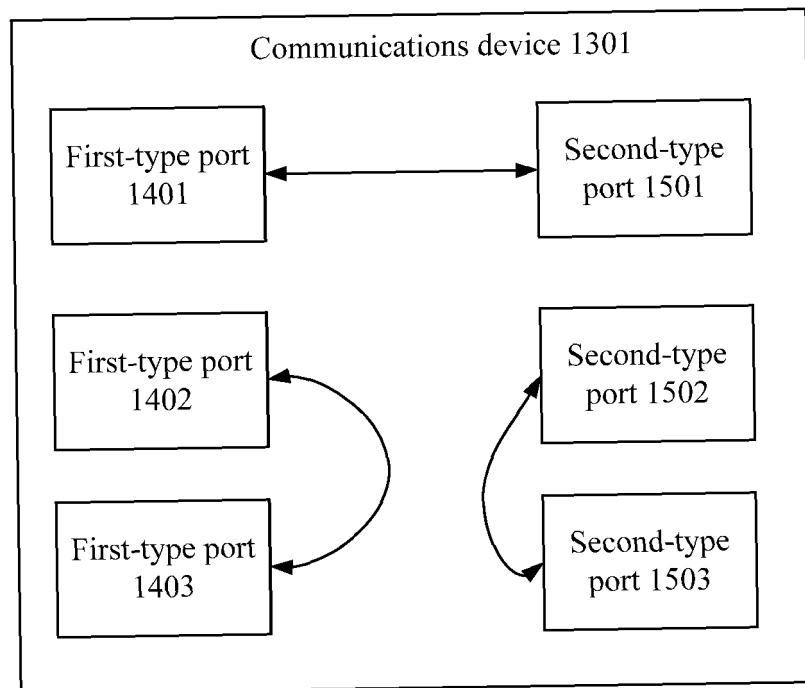 Communications device 1301
First-type port
1401
Second-type
port 1501
First-type port
1402
Second-type
port 1502
First-type port
1403
Second-type
port 1503